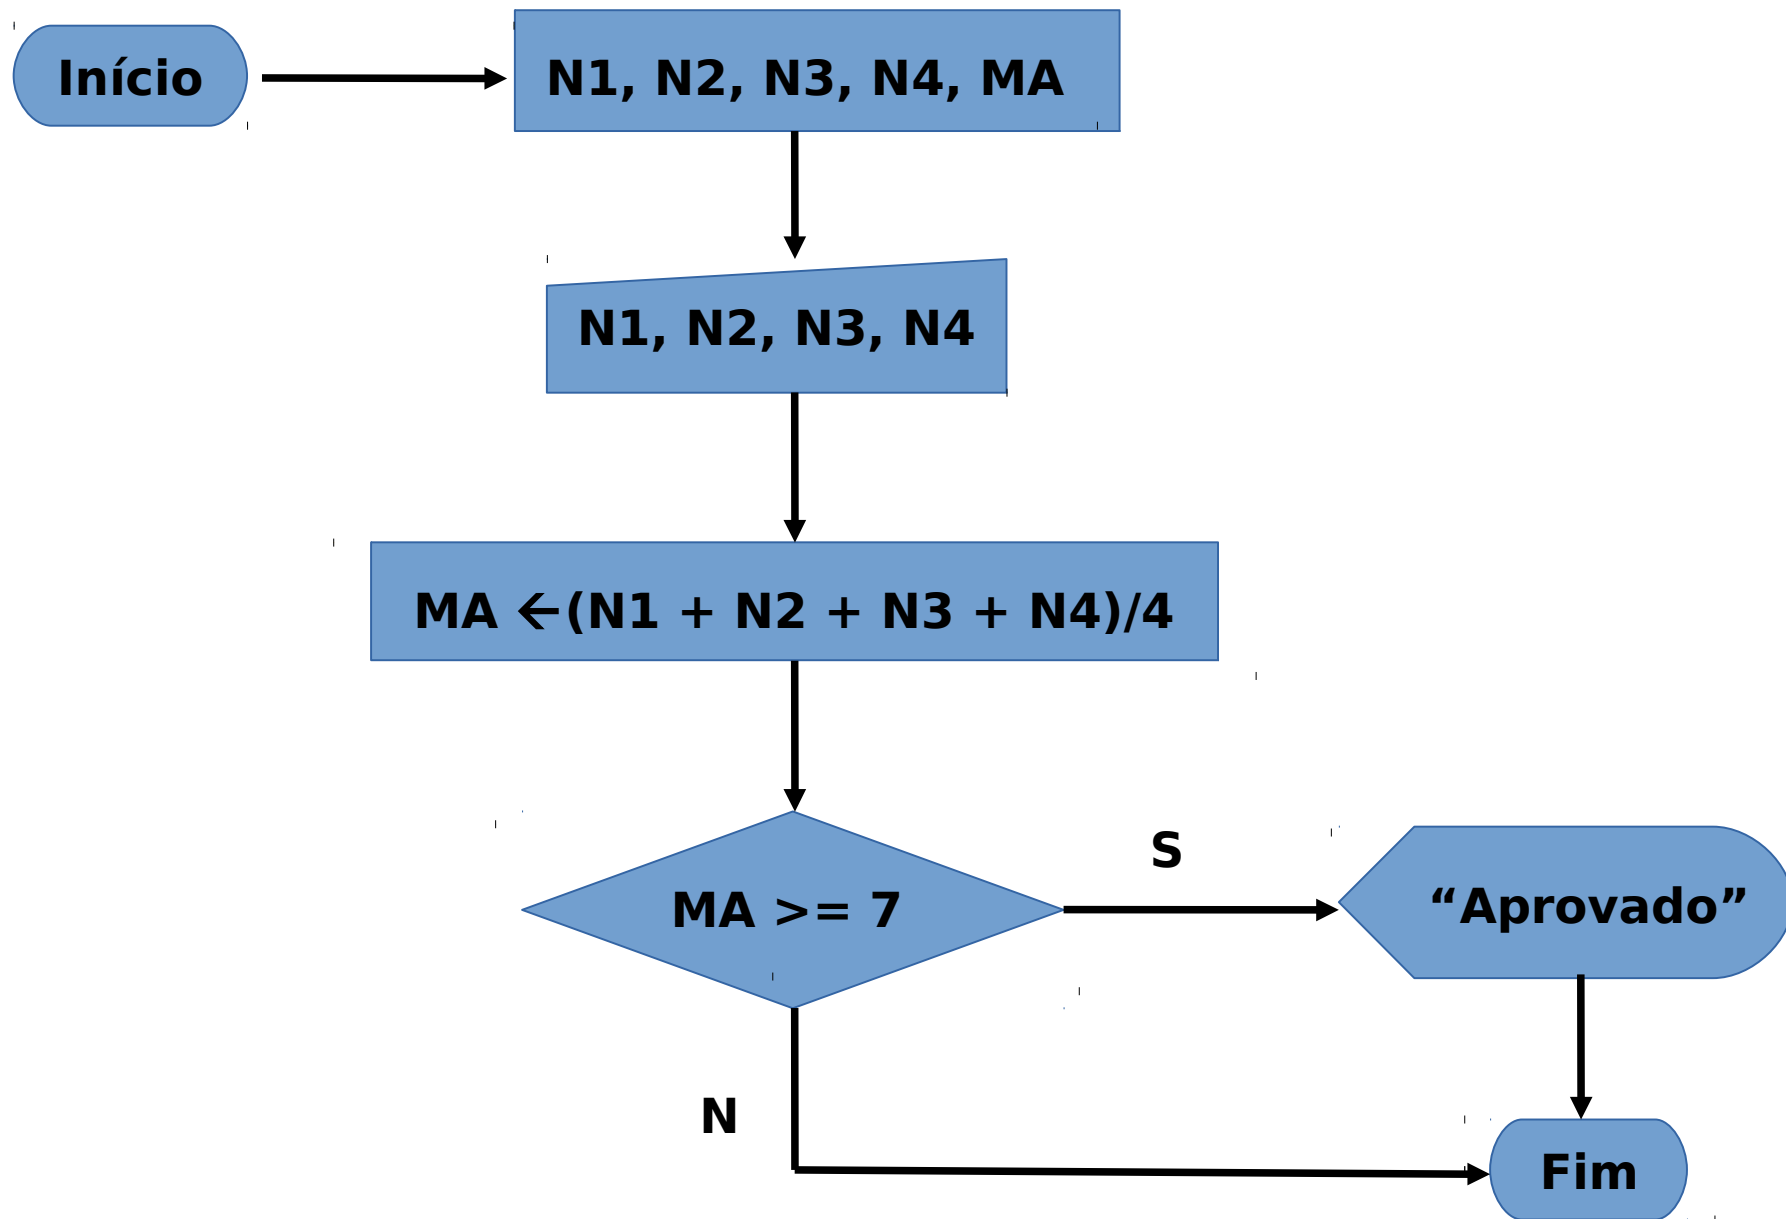 Início
N1, N2, N3, N4, MA
N1, N2, N3, N4
MA ←(N1 + N2 + N3 + N4)/4
MA >= 7
S
“Aprovado”
N
Fim